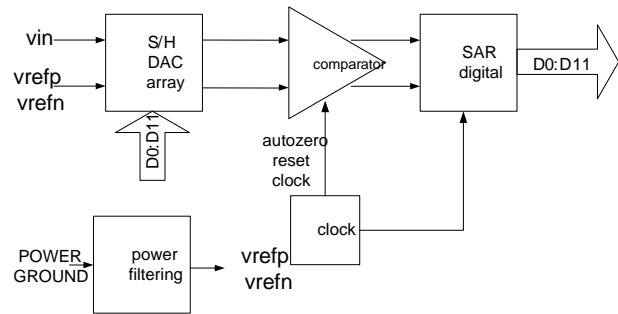 vin
vrefp
vrefn
S/H
DAC
array
D0:D11
comparator
SAR
digital
D0:D11
autozero
reset
clock
clock
POWER
GROUND
power
filtering
vrefp
vrefn